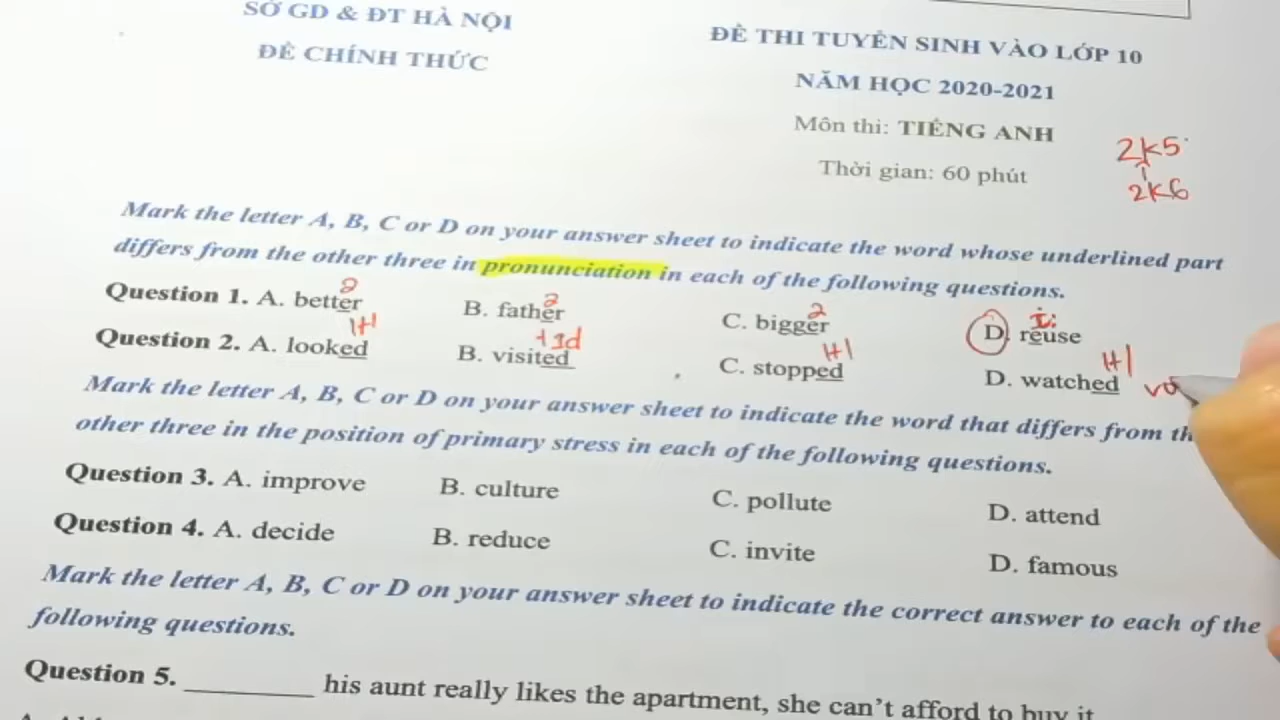 SỞ GD & ĐT HÀ NỘI
ĐỀ CHÍNH THỨC
ĐỀ THI TUYỂN SINH VÀO LỚP 10
NĂM HỌC 2020-2021
Môn thi: TIẾNG ANH
Thời gian: 60 phút
2K5
2K6
Mark the letter A, B, C or D on your answer sheet to indicate the word whose underlined part
differs from the other three in pronunciation in each of the following questions.
ə ə ə i:
Question 1. A. better B. father C. bigger D. reuse
/t/ + Id /t/ /t/
Question 2. A. looked B. visited C. stopped D. watched
Mark the letter A, B, C or D on your answer sheet to indicate the word that differs from
other three in the position of primary stress in each of the following questions.
Question 3. A. improve B. culture C. pollute D. attend
Question 4. A. decide B. reduce C. invite D. famous
Mark the letter A, B, C or D on your answer sheet to indicate the correct answer to each of the
following questions.
Question 5. ________ his aunt really likes the apartment, she can't afford to buy it